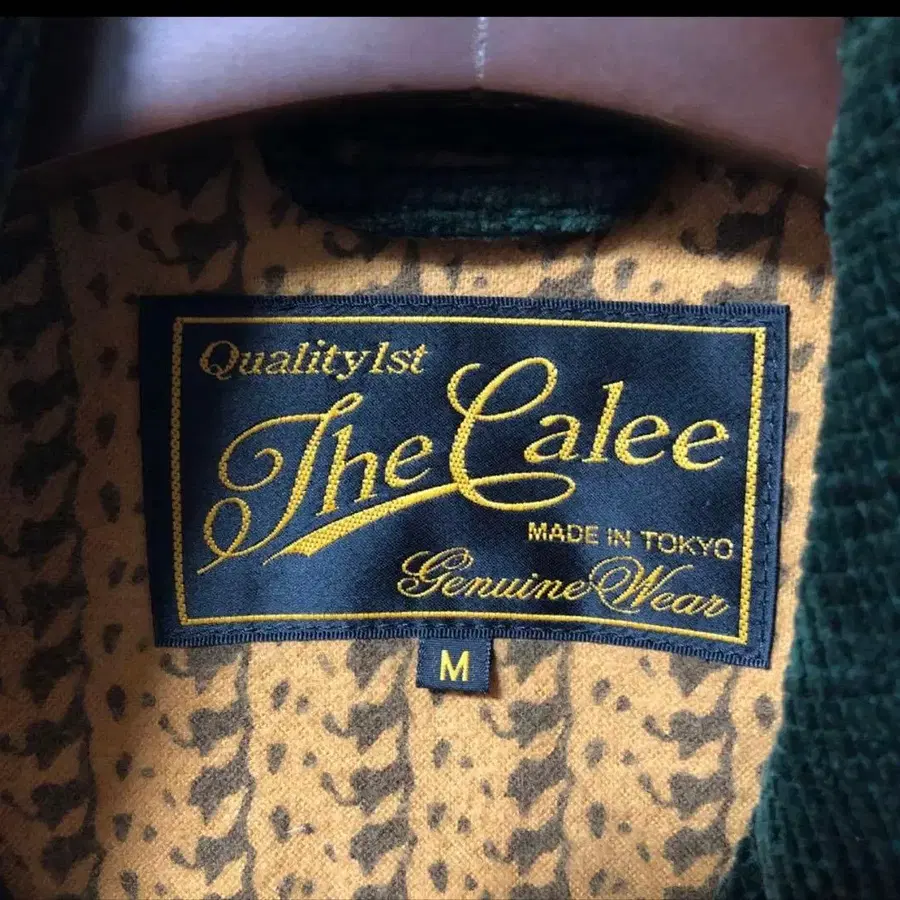 Quality1st
The Calee
MADE IN TOKYO
Genuine Wear
M